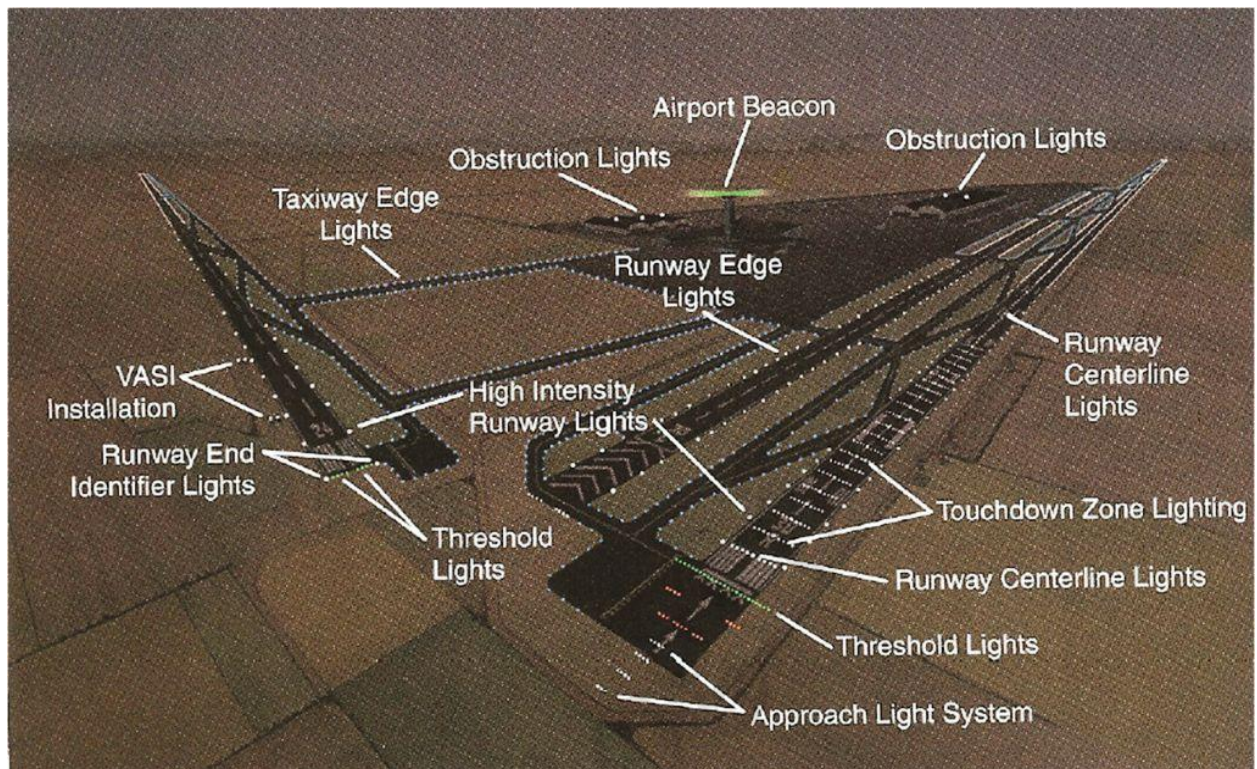 Airport Beacon
Obstruction Lights
Obstruction Lights
Taxiway Edge
Lights
Runway Edge
Lights
Runway
Centerline
Lights
VASI
Installation
High Intensity
Runway Lights
Runway End
Identifier Lights
Touchdown Zone Lighting
Threshold
Lights
Runway Centerline Lights
Threshold Lights
Approach Light System
24